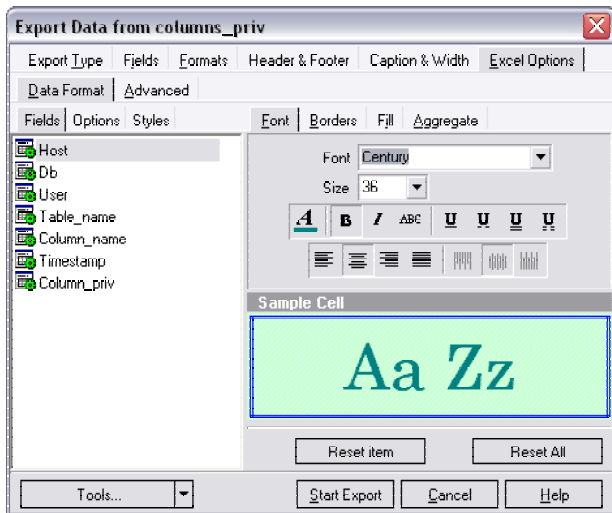 Export Data from columns_priv
Export Type Fields Formats Header & Footer Caption & Width Excel Options
Data Format Advanced
Fields Options Styles Font Borders Fill Aggregate
Host
Db
User
Table_name
Column_name
Timestamp
Column_priv
Font Century
Size 36
A B I ABC U U U U
Sample Cell
Aa Zz
Reset item Reset All
Tools... Start Export Cancel Help